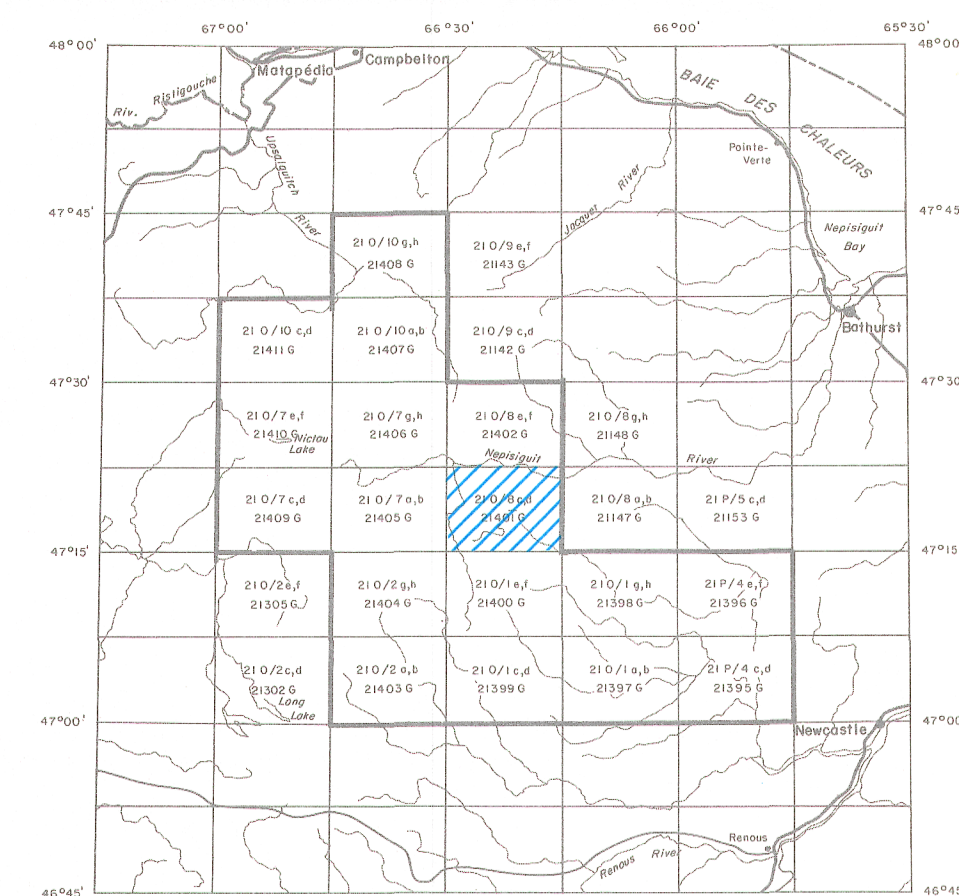 67°00' 66°30' 66°00' 65°30'
48°00' 48°00'
Matapédia
Campbellton
Riv. Ristigouche
BAIE DES CHALEURS
Upsalquitch River
Pointe-
Verte
Jacquet River
47°45' 47°45'
Nepisiguit
Bay
21 O/10 g,h
21408 G
21 O/9 e,f
21143 G
Bathurst
21 O/10 c,d
21411 G
21 O/10 a,b
21407 G
21 O/9 c,d
21142 G
47°30' 47°30'
21 O/7 e,f
21410 G
Nictau
Lake
21 O/7 g,h
21406 G
21 O/8 e,f
21402 G
21 O/8 g,h
21148 G
Nepisiguit River
21 O/7 c,d
21409 G
21 O/7 a,b
21405 G
21 O/8 c,d
21401 G
21 O/8 a,b
21147 G
21 P/5 c,d
21153 G
47°15' 47°15'
21 O/2 e,f
21305 G
21 O/2 g,h
21404 G
21 O/1 e,f
21400 G
21 O/1 g,h
21398 G
21 P/4 e,f
21396 G
21 O/2 c,d
21302 G
Long
Lake
21 O/2 a,b
21403 G
21 O/1 c,d
21399 G
21 O/1 a,b
21397 G
21 P/4 c,d
21395 G
47°00' 47°00'
Newcastle
Renous
Renous River
46°45' 46°45'